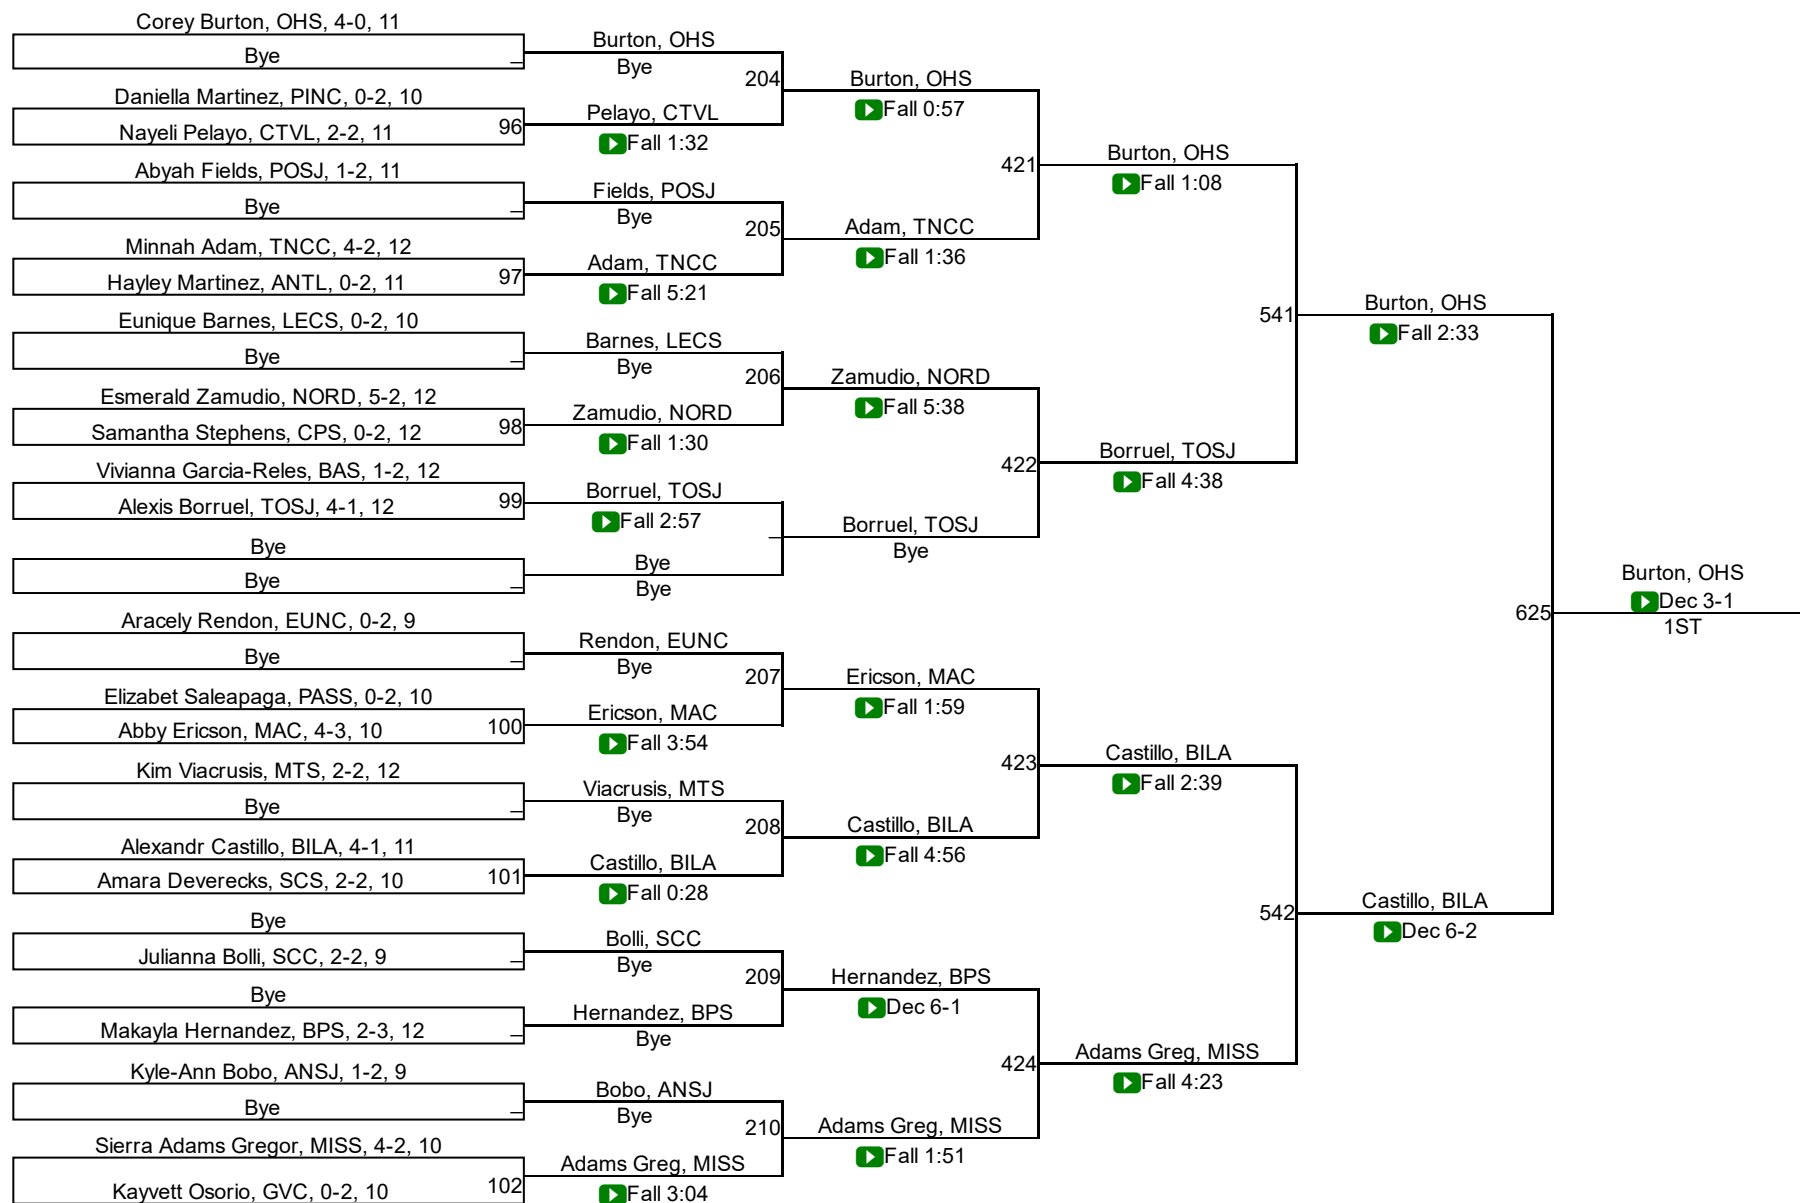 Corey Burton, OHS, 4-0, 11
Bye
Daniella Martinez, PINC, 0-2, 10
Nayeli Pelayo, CTVL, 2-2, 11
96
Abyah Fields, POSJ, 1-2, 11
Bye
Minnah Adam, TNCC, 4-2, 12
Hayley Martinez, ANTL, 0-2, 11
97
Eunique Barnes, LECS, 0-2, 10
Bye
Esmerald Zamudio, NORD, 5-2, 12
Samantha Stephens, CPS, 0-2, 12
98
Vivianna Garcia-Reles, BAS, 1-2, 12
Alexis Borruel, TOSJ, 4-1, 12
99
Bye
Bye
Aracely Rendon, EUNC, 0-2, 9
Bye
Elizabet Saleapaga, PASS, 0-2, 10
Abby Ericson, MAC, 4-3, 10
100
Kim Viacrusis, MTS, 2-2, 12
Bye
Alexandr Castillo, BILA, 4-1, 11
Amara Deverecks, SCS, 2-2, 10
101
Bye
Julianna Bolli, SCC, 2-2, 9
Bye
Makayla Hernandez, BPS, 2-3, 12
Kyle-Ann Bobo, ANSJ, 1-2, 9
Bye
Sierra Adams Gregor, MISS, 4-2, 10
Kayvett Osorio, GVC, 0-2, 10
102
Burton, OHS
Bye
204
Pelayo, CTVL
Fall 1:32
Fields, POSJ
Bye
205
Adam, TNCC
Fall 5:21
Barnes, LECS
Bye
206
Zamudio, NORD
Fall 1:30
Borruel, TOSJ
Fall 2:57
Bye
Bye
Rendon, EUNC
Bye
207
Ericson, MAC
Fall 3:54
Viacrusis, MTS
Bye
208
Castillo, BILA
Fall 0:28
Bolli, SCC
Bye
209
Hernandez, BPS
Bye
Bobo, ANSJ
Bye
210
Adams Greg, MISS
Fall 3:04
Burton, OHS
Fall 0:57
421
Adam, TNCC
Fall 1:36
Zamudio, NORD
Fall 5:38
422
Borruel, TOSJ
Bye
Ericson, MAC
Fall 1:59
423
Castillo, BILA
Fall 4:56
Hernandez, BPS
Dec 6-1
424
Adams Greg, MISS
Fall 1:51
Burton, OHS
Fall 1:08
541
Borruel, TOSJ
Fall 4:38
Castillo, BILA
Fall 2:39
542
Adams Greg, MISS
Fall 4:23
Burton, OHS
Fall 2:33
625
Castillo, BILA
Dec 6-2
Burton, OHS
Dec 3-1
1ST